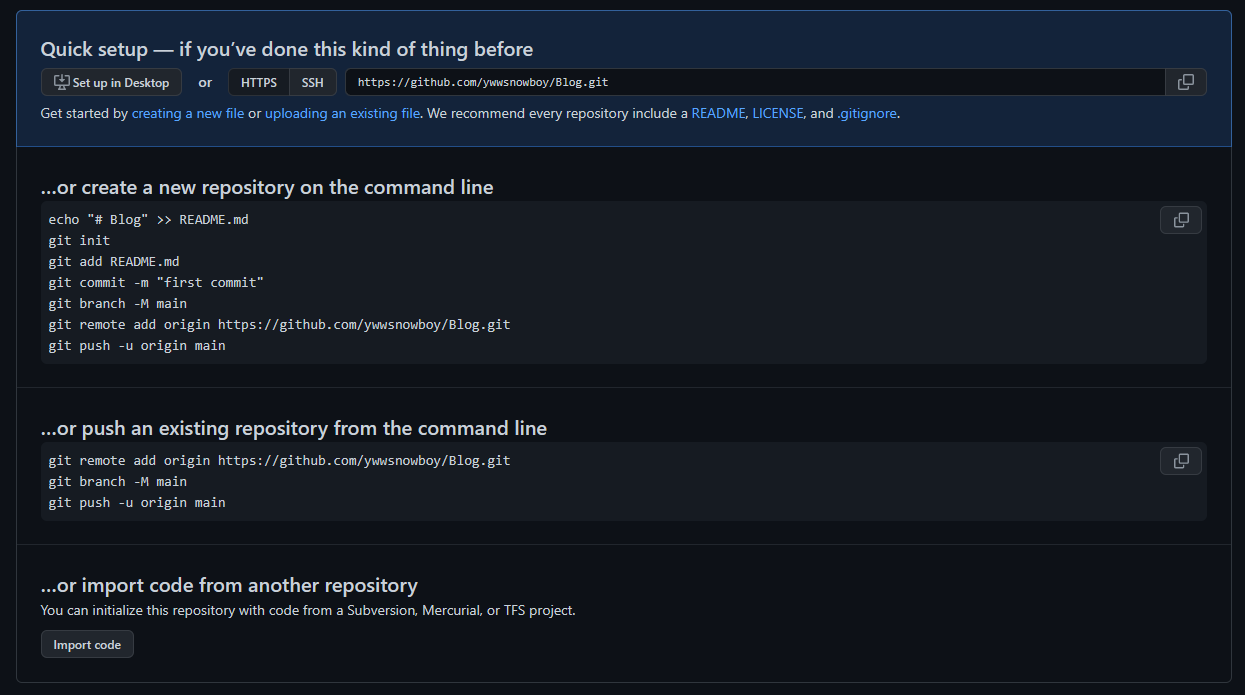 Quick setup — if you’ve done this kind of thing before
Set up in Desktop or HTTPS SSH https://github.com/ywwsnowboy/Blog.git
Get started by creating a new file or uploading an existing file. We recommend every repository include a README, LICENSE, and .gitignore.
…or create a new repository on the command line
echo "# Blog" >> README.md
git init
git add README.md
git commit -m "first commit"
git branch -M main
git remote add origin https://github.com/ywwsnowboy/Blog.git
git push -u origin main
…or push an existing repository from the command line
git remote add origin https://github.com/ywwsnowboy/Blog.git
git branch -M main
git push -u origin main
…or import code from another repository
You can initialize this repository with code from a Subversion, Mercurial, or TFS project.
Import code